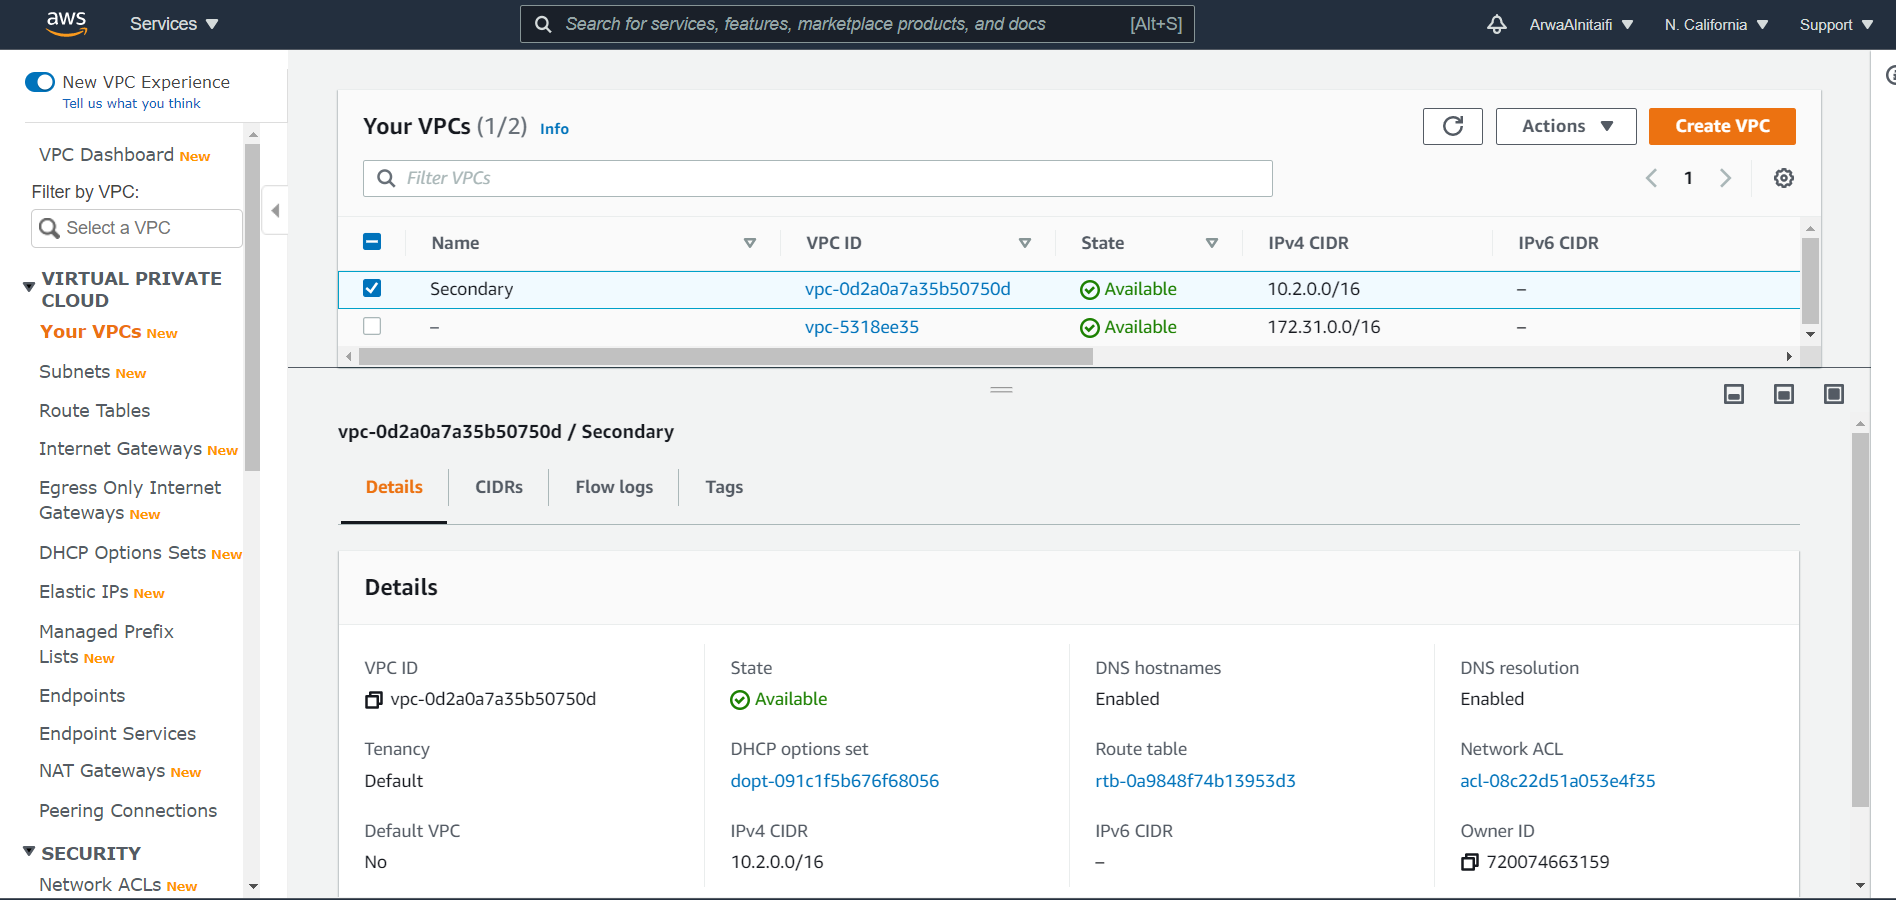 aws Services Search for services, features, marketplace products, and docs [Alt+S] ArwaAlnitaifi N. California Support
New VPC Experience
Tell us what you think
VPC Dashboard New
Filter by VPC:
Select a VPC
VIRTUAL PRIVATE
CLOUD
Your VPCs New
Subnets New
Route Tables
Internet Gateways New
Egress Only Internet
Gateways New
DHCP Options Sets New
Elastic IPs New
Managed Prefix
Lists New
Endpoints
Endpoint Services
NAT Gateways New
Peering Connections
SECURITY
Network ACLs New
Your VPCs (1/2) Info Actions Create VPC
Filter VPCs 1
Name VPC ID State IPv4 CIDR IPv6 CIDR
Secondary vpc-0d2a0a7a35b50750d Available 10.2.0.0/16 –
– vpc-5318ee35 Available 172.31.0.0/16 –
vpc-0d2a0a7a35b50750d / Secondary
Details CIDRs Flow logs Tags
Details
VPC ID State DNS hostnames DNS resolution
vpc-0d2a0a7a35b50750d Available Enabled Enabled
Tenancy DHCP options set Route table Network ACL
Default dopt-091c1f5b676f68056 rtb-0a9848f74b13953d3 acl-08c22d51a053e4f35
Default VPC IPv4 CIDR IPv6 CIDR Owner ID
No 10.2.0.0/16 – 720074663159